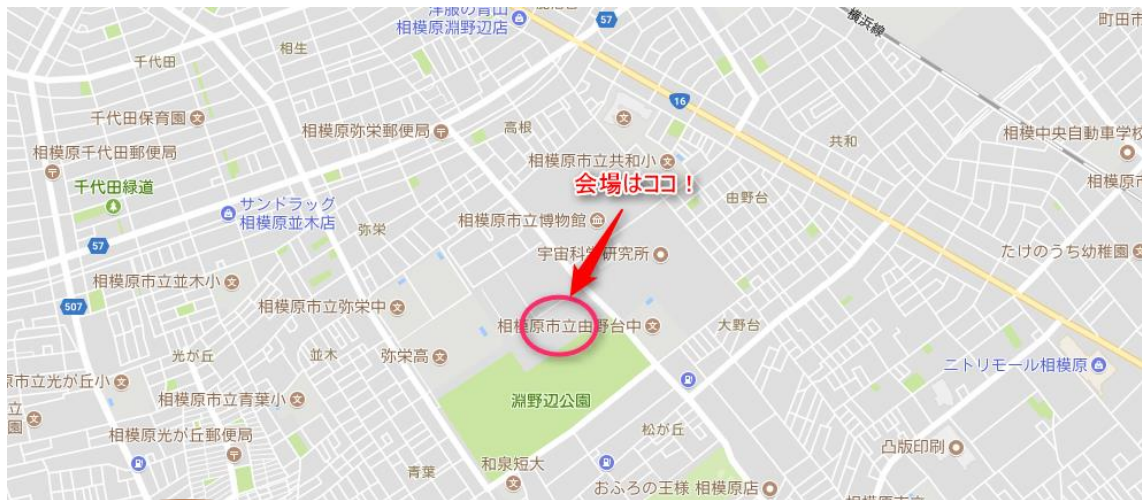 洋服の青山
相模原淵野辺店
57
横浜線
町田市
相生
千代田
16
千代田保育園
相模原弥栄郵便局
高根
共和
相模中央自動車学校
相模原千代田郵便局
相模原市立共和小
千代田緑道
会場はココ!
相模原市
由野台
サンドラッグ
相模原並木店
相模原市立博物館
弥栄
57
宇宙科学研究所
たけのうち幼稚園
相模原市立並木小
507
相模原市立弥栄中
相模原市立由野台中
大野台
光が丘
並木
弥栄高
ニトリモール相模原
原市立光が丘小
相模原市立青葉小
淵野辺公園
立
園
相模原光が丘郵便局
松が丘
凸版印刷
青葉
和泉短大
おふろの王様 相模原店